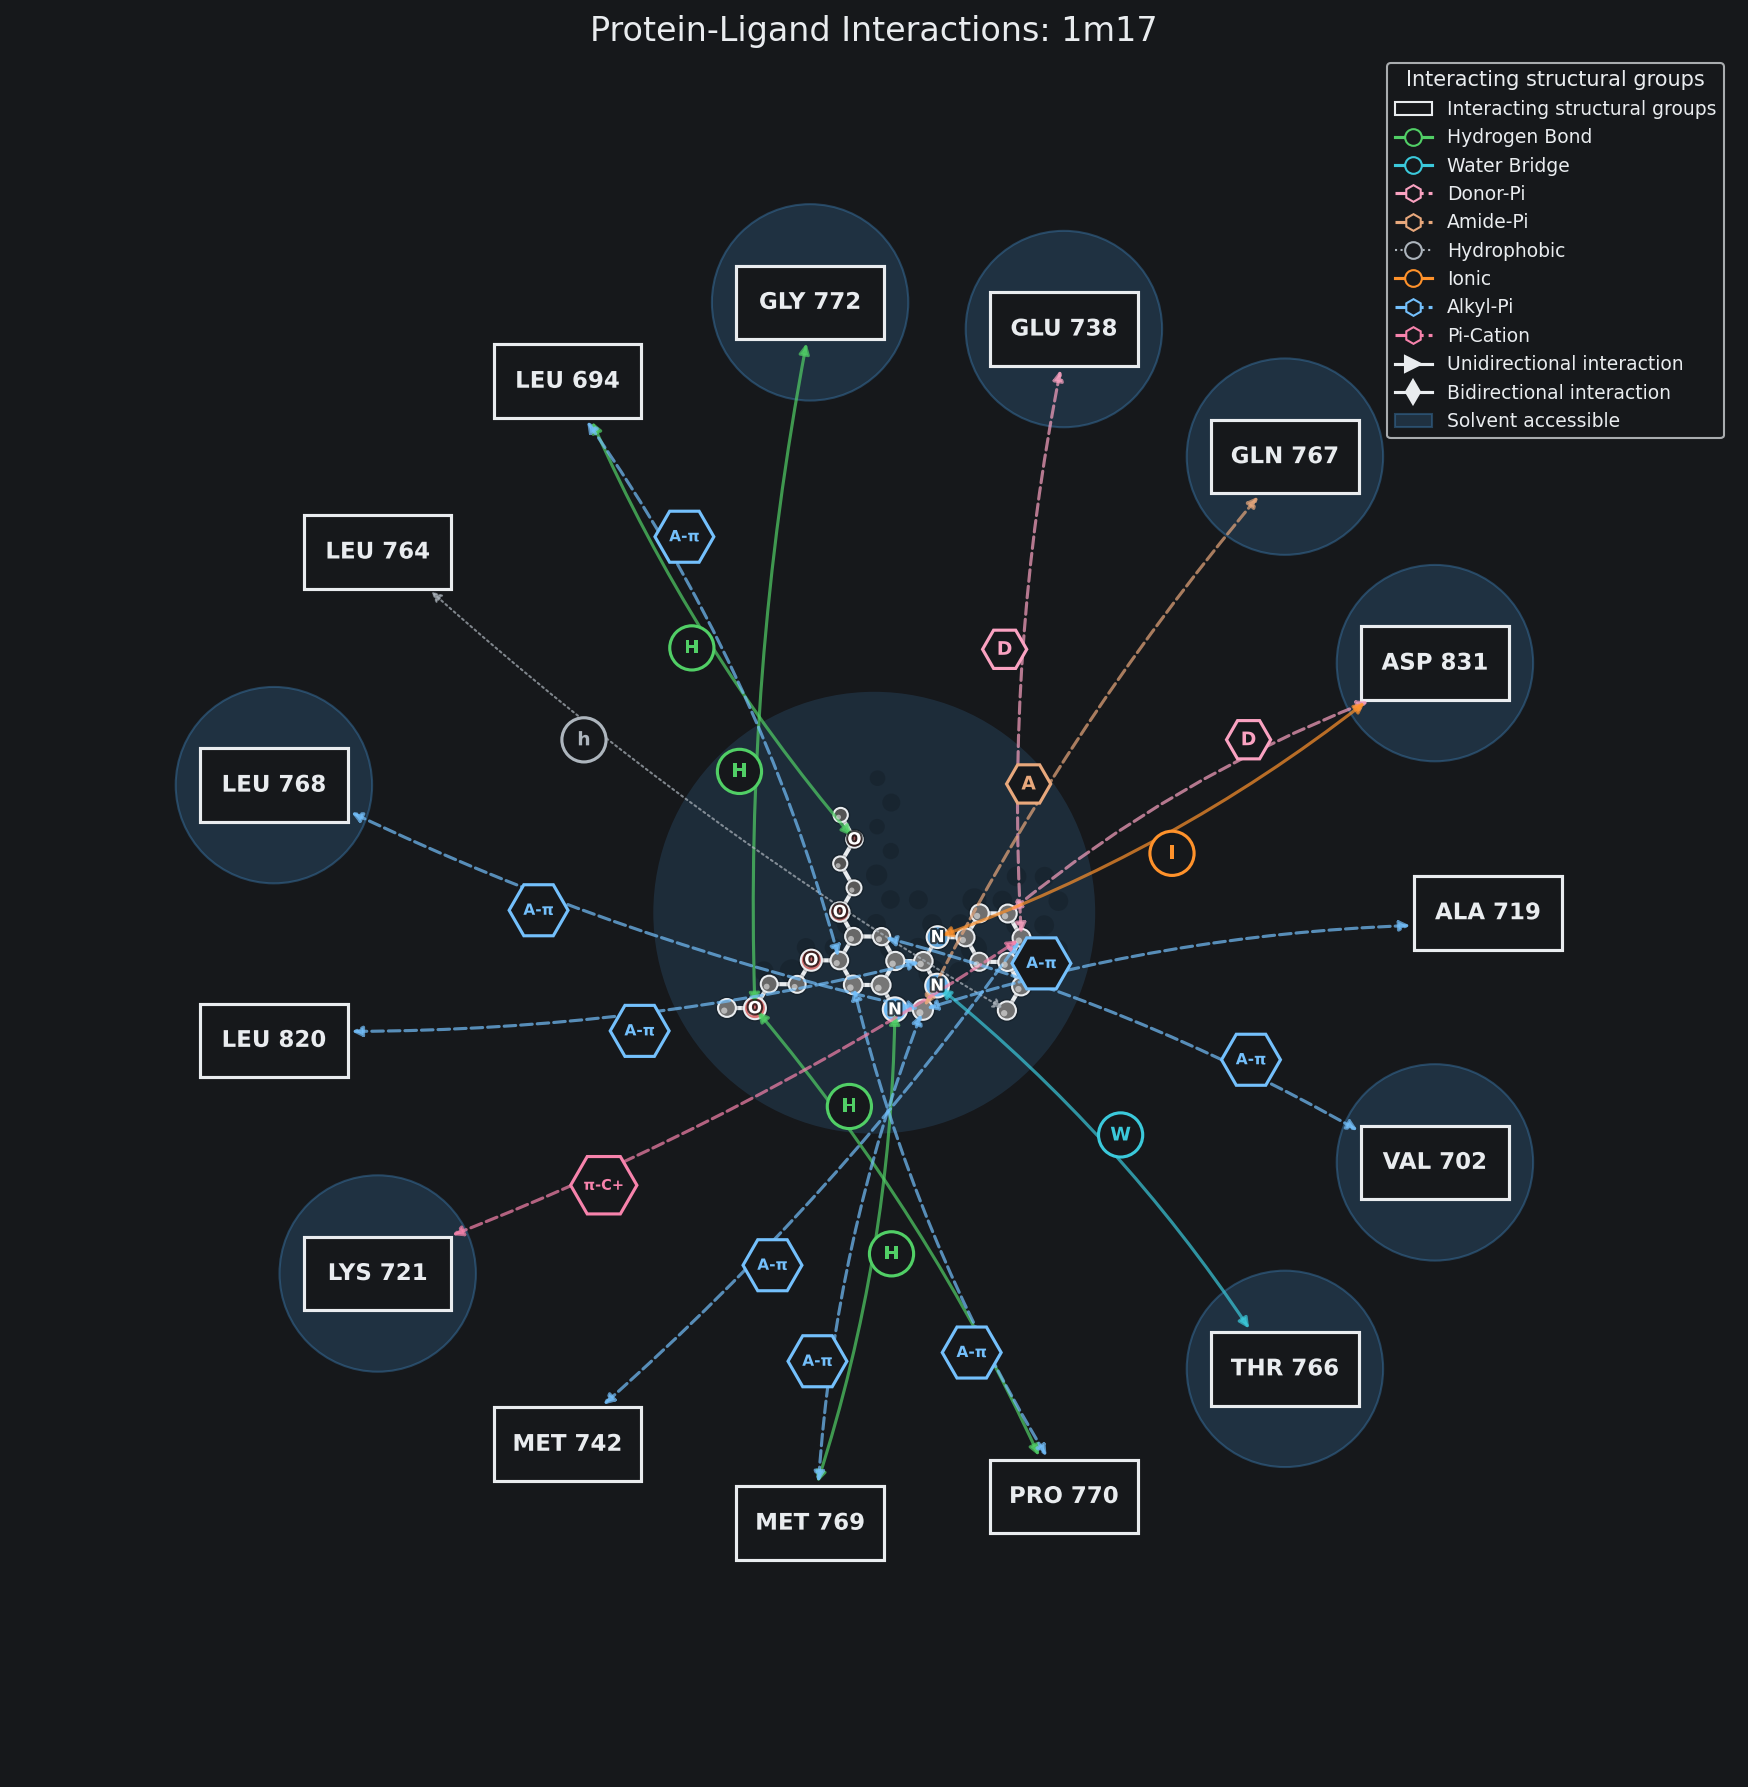 Protein-Ligand Interactions: 1m17
Interacting structural groups
Interacting structural groups
Hydrogen Bond
Water Bridge
Donor-Pi
Amide-Pi
Hydrophobic
Ionic
Alkyl-Pi
Pi-Cation
Unidirectional interaction
Bidirectional interaction
Solvent accessible
GLY 772
GLU 738
LEU 694
GLN 767
A-π
LEU 764
H
D
ASP 831
h
D
H
LEU 768
A
O
I
A-π
O
ALA 719
N
O
A-π
N
O
N
LEU 820
A-π
A-π
H
W
VAL 702
π-C+
LYS 721
H
A-π
A-π
A-π
THR 766
MET 742
PRO 770
MET 769